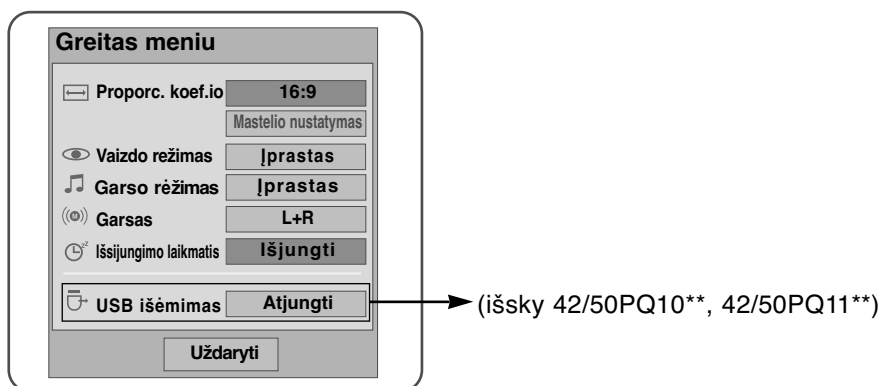 Greitas meniu
Proporc. koef.io 16:9
Mastelio nustatymas
Vaizdo režimas Įprastas
Garso rėžimas Įprastas
Garsas L+R
Išsijungimo laikmatis Išjungti
USB išėmimas Atjungti
(išsky 42/50PQ10**, 42/50PQ11**)
Uždaryti